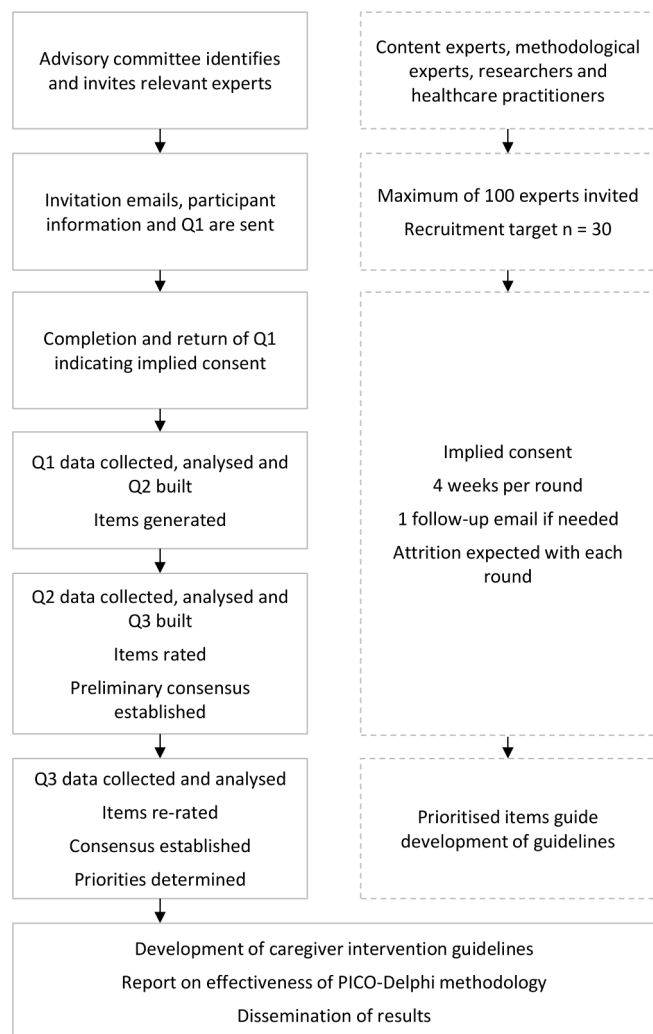 Advisory committee identifies
and invites relevant experts
Content experts, methodological
experts, researchers and
healthcare practitioners
Invitation emails, participant
information and Q1 are sent
Maximum of 100 experts invited
Recruitment target n = 30
Completion and return of Q1
indicating implied consent
Q1 data collected, analysed and
Q2 built
Items generated
Q2 data collected, analysed and
Q3 built
Items rated
Preliminary consensus
established
Implied consent
4 weeks per round
1 follow-up email if needed
Attrition expected with each
round
Q3 data collected and analysed
Items re-rated
Consensus established
Priorities determined
Prioritised items guide
development of guidelines
Development of caregiver intervention guidelines
Report on effectiveness of PICO-Delphi methodology
Dissemination of results